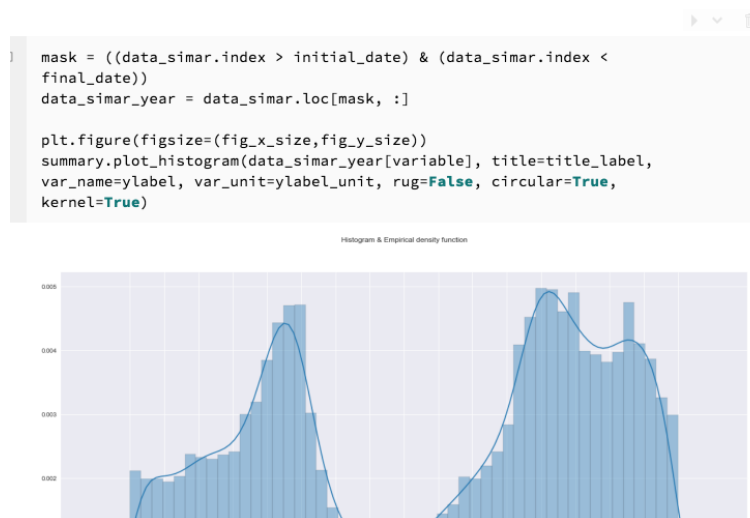 mask = ((data_simar.index > initial_date) & (data_simar.index <
final_date))
data_simar_year = data_simar.loc[mask, :]
plt.figure(figsize=(fig_x_size,fig_y_size))
summary.plot_histogram(data_simar_year[variable], title=title_label,
var_name=ylabel, var_unit=ylabel_unit, rug=False, circular=True,
kernel=True)
Histogram & Empirical density function
0.005
0.004
0.003
0.002